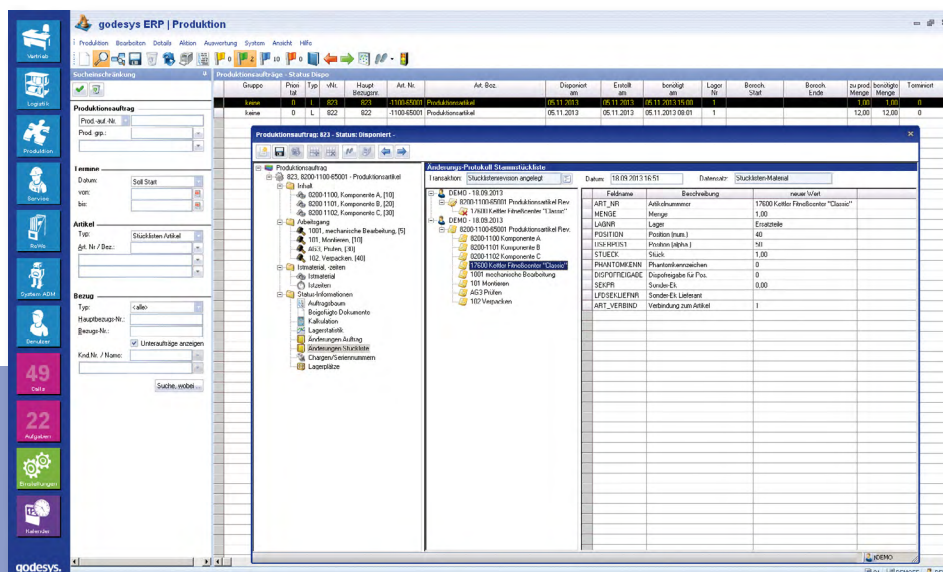 godesys ERP | Produktion
Produktion Bearbeiten Details Aktion Auswertung System Ansicht Hilfe
0 2 10 0
Vertrieb
Logistik
Produktion
Service
ReWe
System ADM
Benutzer
49
Calls
22
Aufgaben
Einstellungen
Kalender
godesys.
Sucheinschränkung
Produktionsauftrag
Prod.-auf.-Nr.
Prod. grp.:
Termine
Datum: Soll Start
von:
bis:
Artikel
Typ: Stücklisten Artikel
Art. Nr / Bez.:
Bezug
Typ: <alle>
Hauptbezugs-Nr.:
Bezugs-Nr.:
Unteraufträge anzeigen
Knd.Nr. / Name:
Suche, wobei ...
Produktionsaufträge - Status Dispo
Gruppe Priori tät Typ vNr. Haupt Bezugsnr. Art. Nr. Art. Bez. Disponiert am Erstellt am benötigt am Lager Nr Berech. Start Berech. Ende zu prod. Menge benötigte Menge Terminiert
keine 0 L 823 823 -1100-65001 Produktionsartikel 05.11.2013 05.11.2013 05.11.2013 15:00 1 1,00 1,00 0
keine 0 L 822 822 -1100-65001 Produktionsartikel 05.11.2013 05.11.2013 05.11.2013 08:01 1 12,00 12,00 0
Produktionsauftrag: 823 - Status: Disponiert -
Produktionsauftrag
823, 8200-1100-65001 - Produktionsartikel
Inhalt
8200-1100, Komponente A, [10]
8200-1101, Komponente B, [20]
8200-1102, Komponente C, [30]
Arbeitsgang
1001, mechanische Bearbeitung, [5]
101, Montieren, [10]
AG3, Prüfen, [30]
102, Verpacken, [40]
Istmaterial, -zeiten
Istmaterial
Istzeiten
Status-Informationen
Auftragsbaum
Beigefügte Dokumente
Kalkulation
Lagerstatistik
Änderungen Auftrag
Änderungen Stückliste
Chargen/Seriennummern
Lagerplätze
Änderungs-Protokoll Stammstückliste
Transaktion: Stücklistenrevision angelegt Datum: 18.09.2013 16:51 Datensatz: Stücklisten-Material
DEMO - 18.09.2013
8200-1100-65001 Produktionsartikel Rev.
17600 Kettler Fitneßcenter "Classic"
DEMO - 18.09.2013
8200-1100-65001 Produktionsartikel Rev.
8200-1100 Komponente A
8200-1101 Komponente B
8200-1102 Komponente C
17600 Kettler Fitneßcenter "Classic"
1001 mechanische Bearbeitung
101 Montieren
AG3 Prüfen
102 Verpacken
Feldname Beschreibung neuer Wert
ART_NR Artikelnummer 17600 Kettler Fitneßcenter "Classic"
MENGE Menge 1,00
LAGNR Lager Ersatzteile
POSITION Position (num.) 40
USERPOS1 Position (alpha.) 50
STUECK Stück 1,00
PHANTOMKENN Phantomkennzeichen 0
DISPOFREIGABE Dispofreigabe für Pos. 0
SEKPR Sonder-Ek 0,00
LFDSEKLIEFNR Sonder-Ek Lieferant
ART_VERBIND Verbindung zum Artikel 1